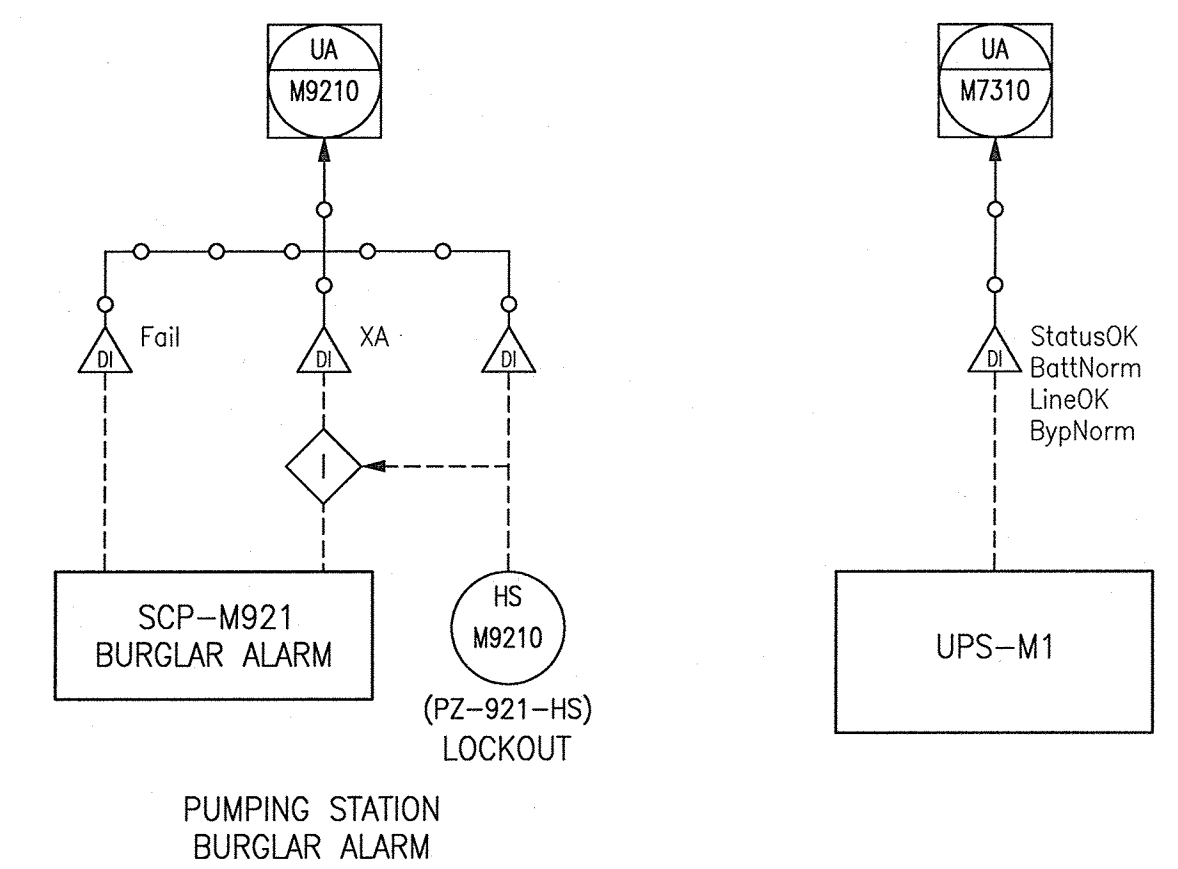 UA
M9210
UA
M7310
DI
Fail
DI
XA
DI
DI
StatusOK
BattNorm
LineOK
BypNorm
I
SCP-M921
BURGLAR ALARM
HS
M9210
(PZ-921-HS)
LOCKOUT
UPS-M1
PUMPING STATION
BURGLAR ALARM